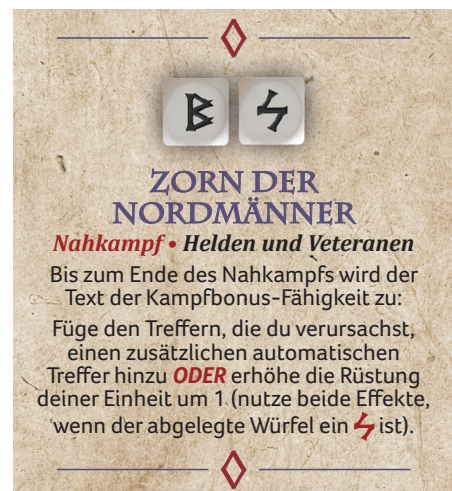 ᛒ ᛋ
ZORN DER
NORDMÄNNER
Nahkampf • Helden und Veteranen
Bis zum Ende des Nahkampfs wird der
Text der Kampfbonus-Fähigkeit zu:
Füge den Treffern, die du verursachst,
einen zusätzlichen automatischen
Treffer hinzu ODER erhöhe die Rüstung
deiner Einheit um 1 (nutze beide Effekte,
wenn der abgelegte Würfel ein ᛋ ist).